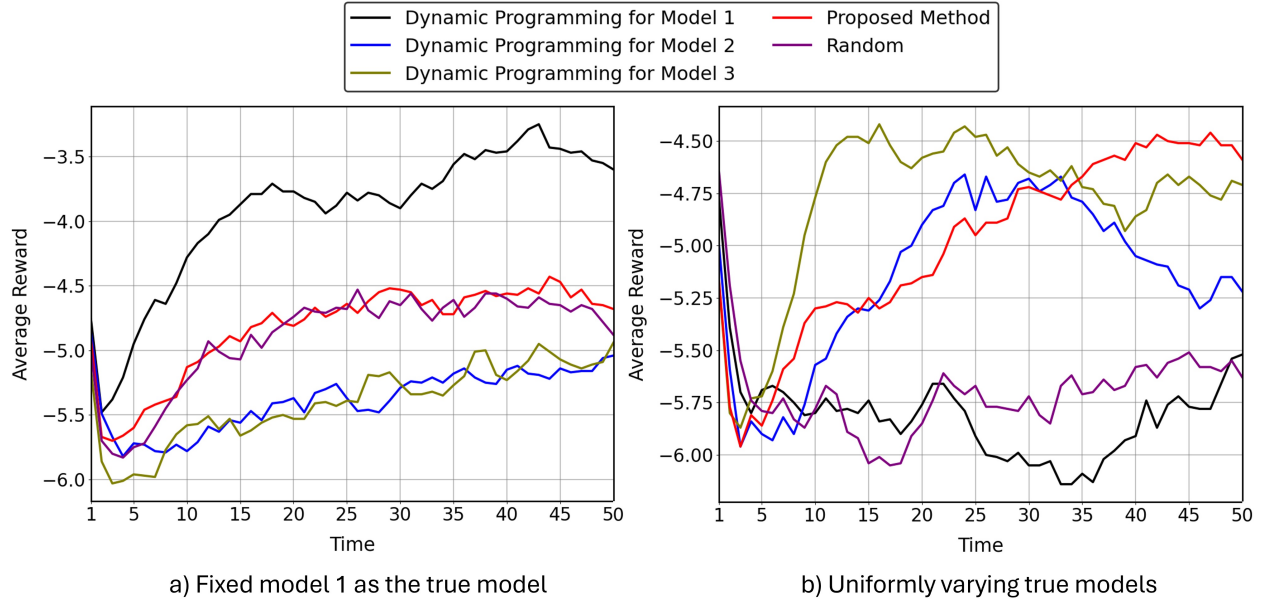 Dynamic Programming for Model 1
Dynamic Programming for Model 2
Dynamic Programming for Model 3
Proposed Method
Random
Average Reward
−3.5
−4.0
−4.5
−5.0
−5.5
−6.0
1 5 10 15 20 25 30 35 40 45 50
Time
a) Fixed model 1 as the true model
Average Reward
−4.50
−4.75
−5.00
−5.25
−5.50
−5.75
−6.00
1 5 10 15 20 25 30 35 40 45 50
Time
b) Uniformly varying true models